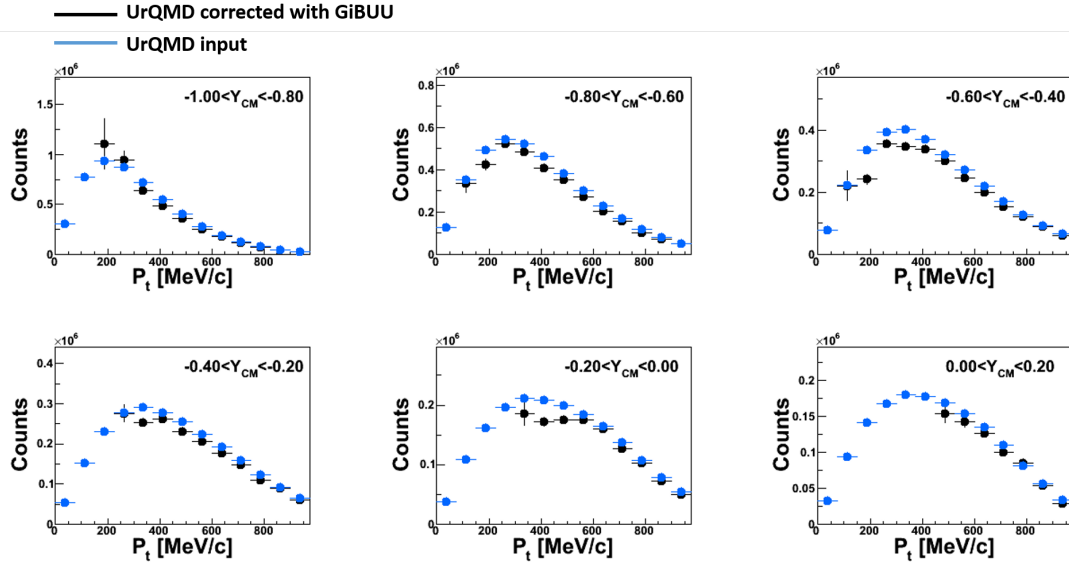 UrQMD corrected with GiBUU
UrQMD input
×10⁶
-1.00<Y_CM<-0.80
1.5
1
0.5
0
Counts
0 200 400 600 800
P_t [MeV/c]
×10⁶
-0.80<Y_CM<-0.60
0.8
0.6
0.4
0.2
0
Counts
0 200 400 600 800
P_t [MeV/c]
×10⁶
-0.60<Y_CM<-0.40
0.4
0.2
0
Counts
0 200 400 600 800
P_t [MeV/c]
×10⁶
-0.40<Y_CM<-0.20
0.4
0.3
0.2
0.1
0
Counts
0 200 400 600 800
P_t [MeV/c]
×10⁶
-0.20<Y_CM<0.00
0.2
0.1
0
Counts
0 200 400 600 800
P_t [MeV/c]
×10⁶
0.00<Y_CM<0.20
0.2
0.15
0.1
0.05
0
Counts
0 200 400 600 800
P_t [MeV/c]